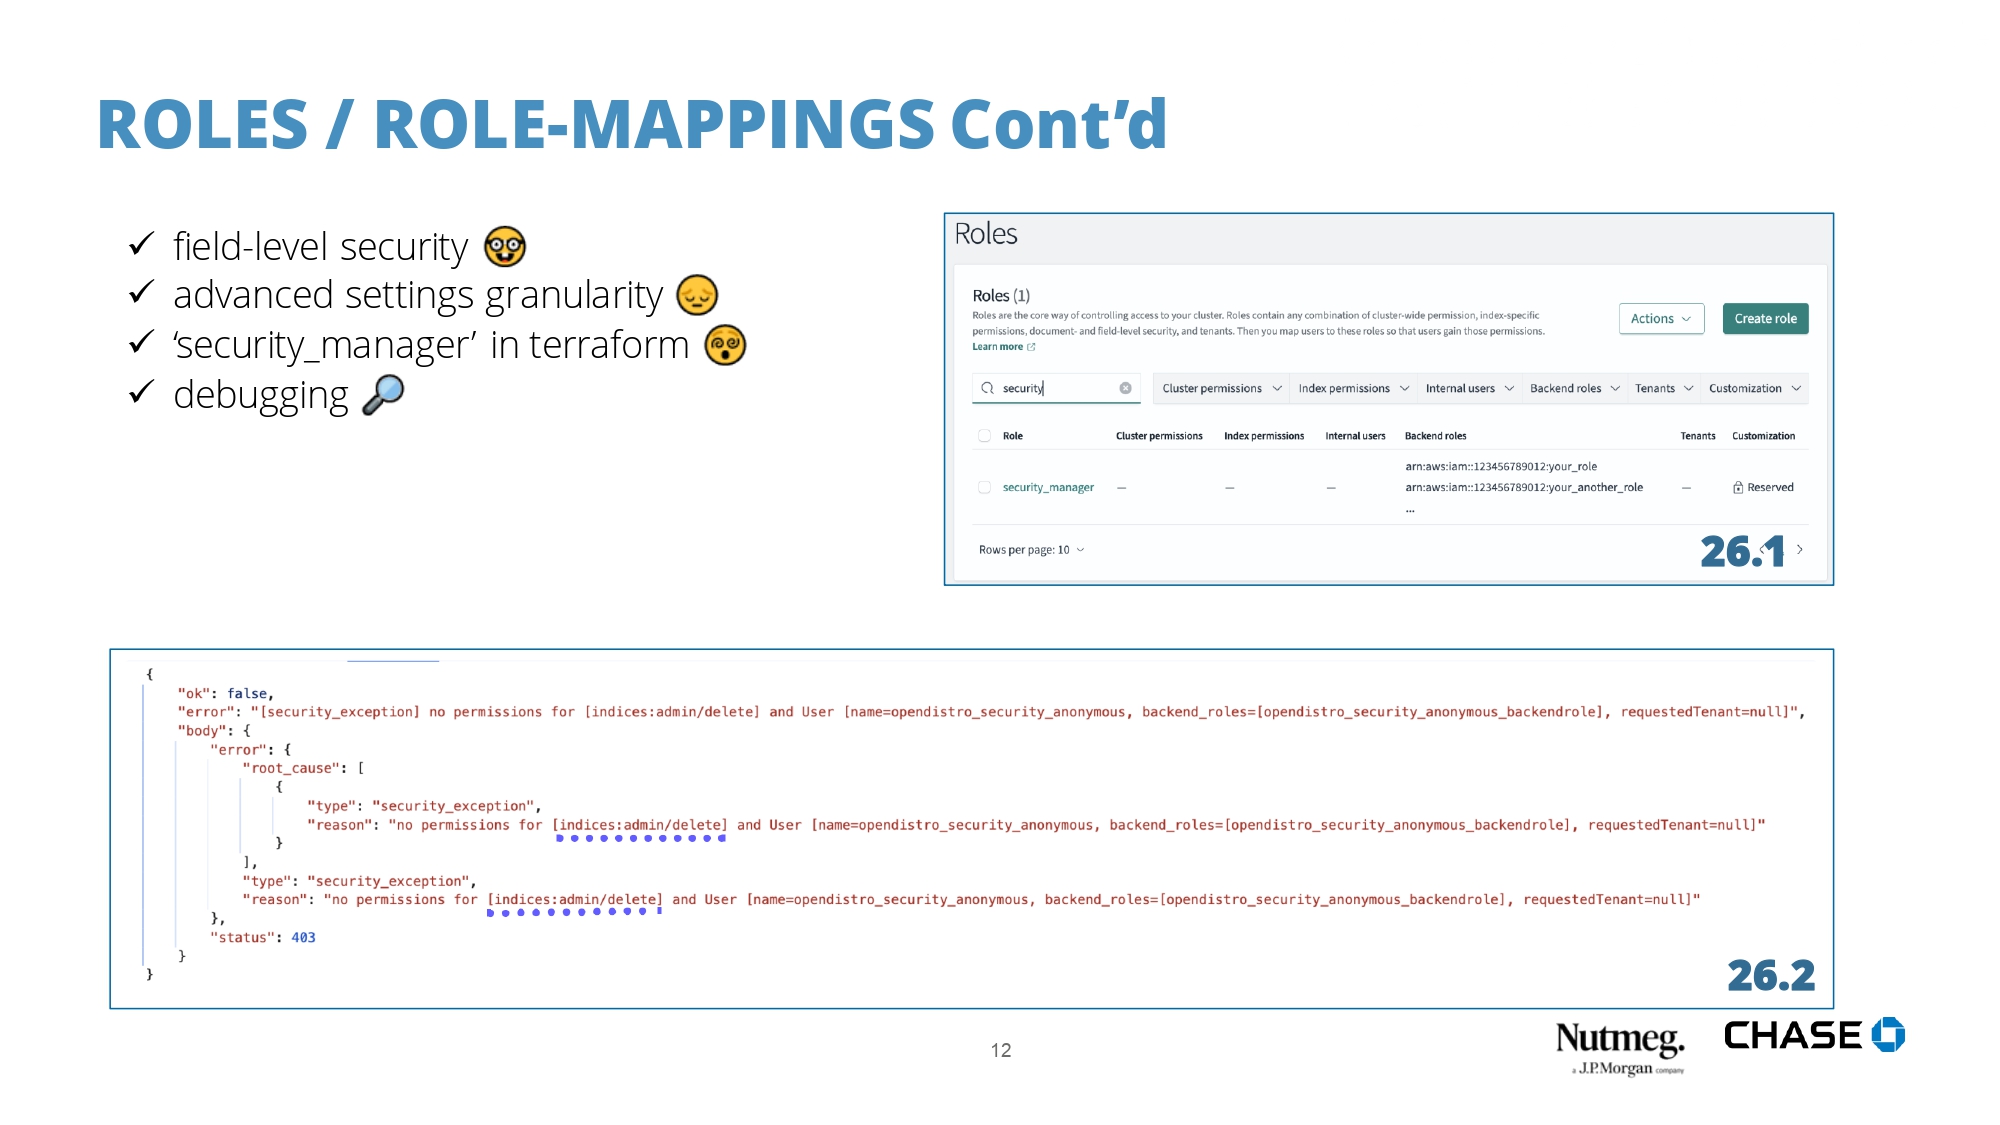 ROLES / ROLE-MAPPINGS Cont’d
✓ field-level security 🤓
✓ advanced settings granularity 😔
✓ ‘security_manager’ in terraform 😵‍💫
✓ debugging 🔎
Roles
Roles (1)
Roles are the core way of controlling access to your cluster. Roles contain any combination of cluster-wide permission, index-specific
permissions, document- and field-level security, and tenants. Then you map users to these roles so that users gain those permissions.
Learn more
Actions
Create role
security
Cluster permissions Index permissions Internal users Backend roles Tenants Customization
Role Cluster permissions Index permissions Internal users Backend roles Tenants Customization
arn:aws:iam::123456789012:your_role
security_manager — — — arn:aws:iam::123456789012:your_another_role — Reserved
...
Rows per page: 10
26.1
{
"ok": false,
"error": "[security_exception] no permissions for [indices:admin/delete] and User [name=opendistro_security_anonymous, backend_roles=[opendistro_security_anonymous_backendrole], requestedTenant=null]",
"body": {
"error": {
"root_cause": [
{
"type": "security_exception",
"reason": "no permissions for [indices:admin/delete] and User [name=opendistro_security_anonymous, backend_roles=[opendistro_security_anonymous_backendrole], requestedTenant=null]"
}
],
"type": "security_exception",
"reason": "no permissions for [indices:admin/delete] and User [name=opendistro_security_anonymous, backend_roles=[opendistro_security_anonymous_backendrole], requestedTenant=null]"
},
"status": 403
}
}
26.2
12
Nutmeg.
a J.P.Morgan company
CHASE